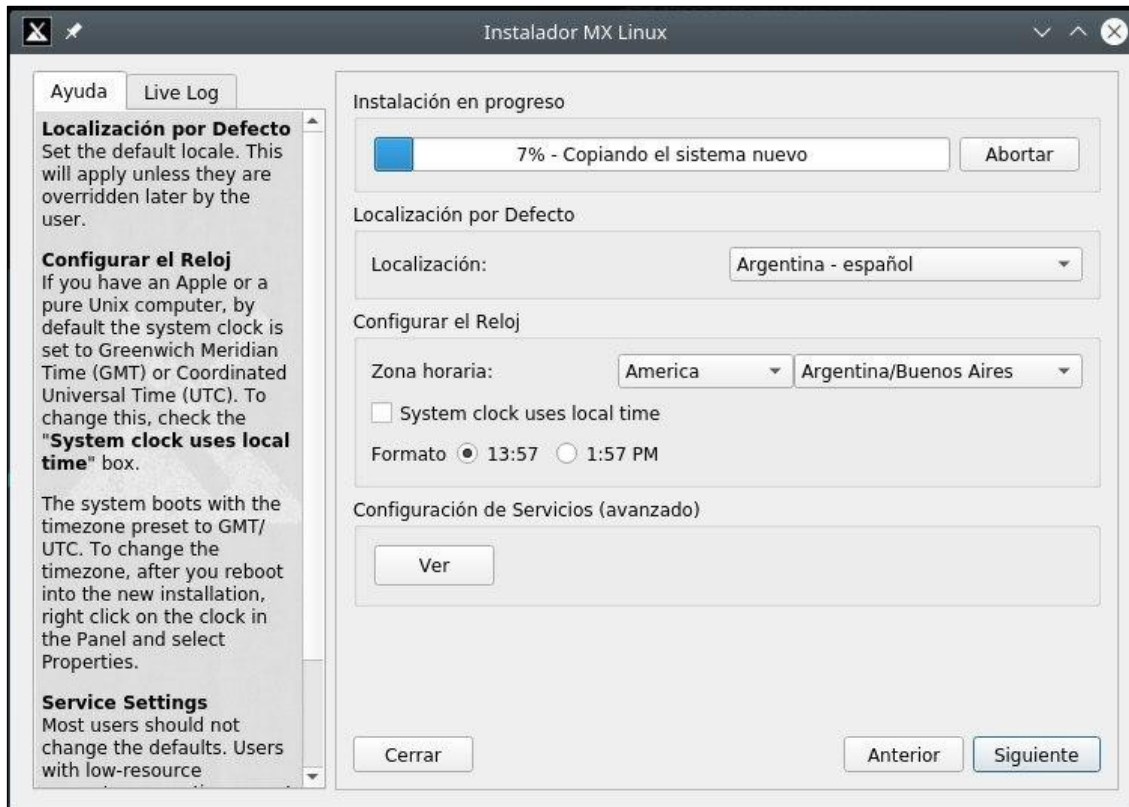 Instalador MX Linux
Ayuda
Live Log
Localización por Defecto
Set the default locale. This
will apply unless they are
overridden later by the
user.
Configurar el Reloj
If you have an Apple or a
pure Unix computer, by
default the system clock is
set to Greenwich Meridian
Time (GMT) or Coordinated
Universal Time (UTC). To
change this, check the
"System clock uses local
time" box.
The system boots with the
timezone preset to GMT/
UTC. To change the
timezone, after you reboot
into the new installation,
right click on the clock in
the Panel and select
Properties.
Service Settings
Most users should not
change the defaults. Users
with low-resource
Instalación en progreso
7% - Copiando el sistema nuevo
Abortar
Localización por Defecto
Localización:
Argentina - español
Configurar el Reloj
Zona horaria:
America
Argentina/Buenos Aires
System clock uses local time
Formato
13:57
1:57 PM
Configuración de Servicios (avanzado)
Ver
Cerrar
Anterior
Siguiente